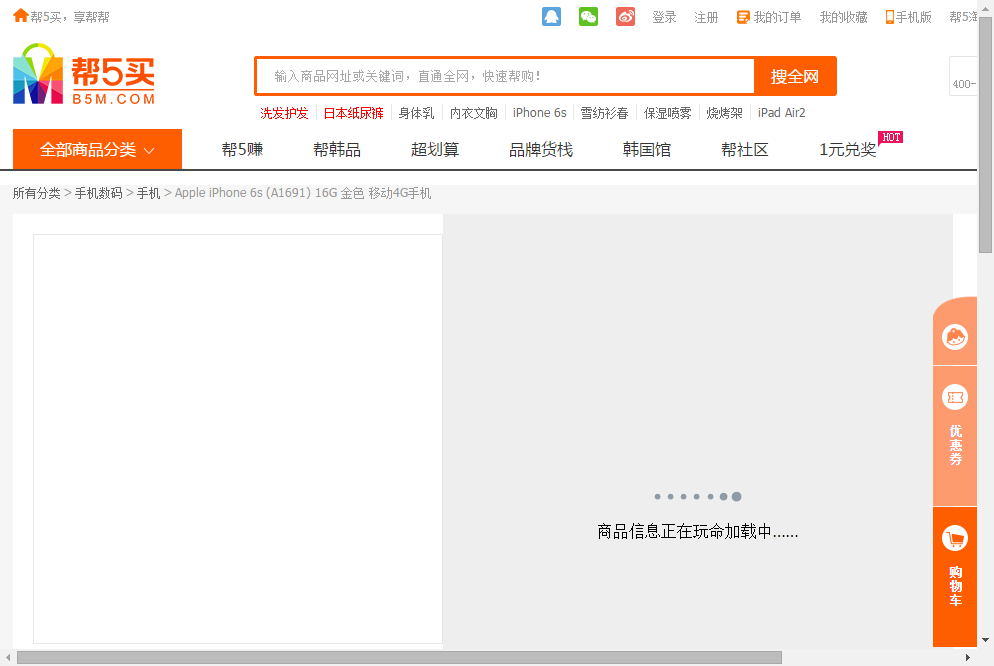 帮5买，享帮帮 登录 注册 我的订单 我的收藏 手机版
帮5买
B5M.COM
输入商品网址或关键词，直通全网，快速帮购！ 搜全网
400-
洗发护发 日本纸尿裤 身体乳 内衣文胸 iPhone 6s 雪纺衫春 保湿喷雾 烧烤架 iPad Air2
全部商品分类 帮5赚 帮韩品 超划算 品牌货栈 韩国馆 帮社区 1元兑奖 HOT
所有分类 > 手机数码 > 手机 > Apple iPhone 6s (A1691) 16G 金色 移动4G手机
优惠券
商品信息正在玩命加载中......
购物车